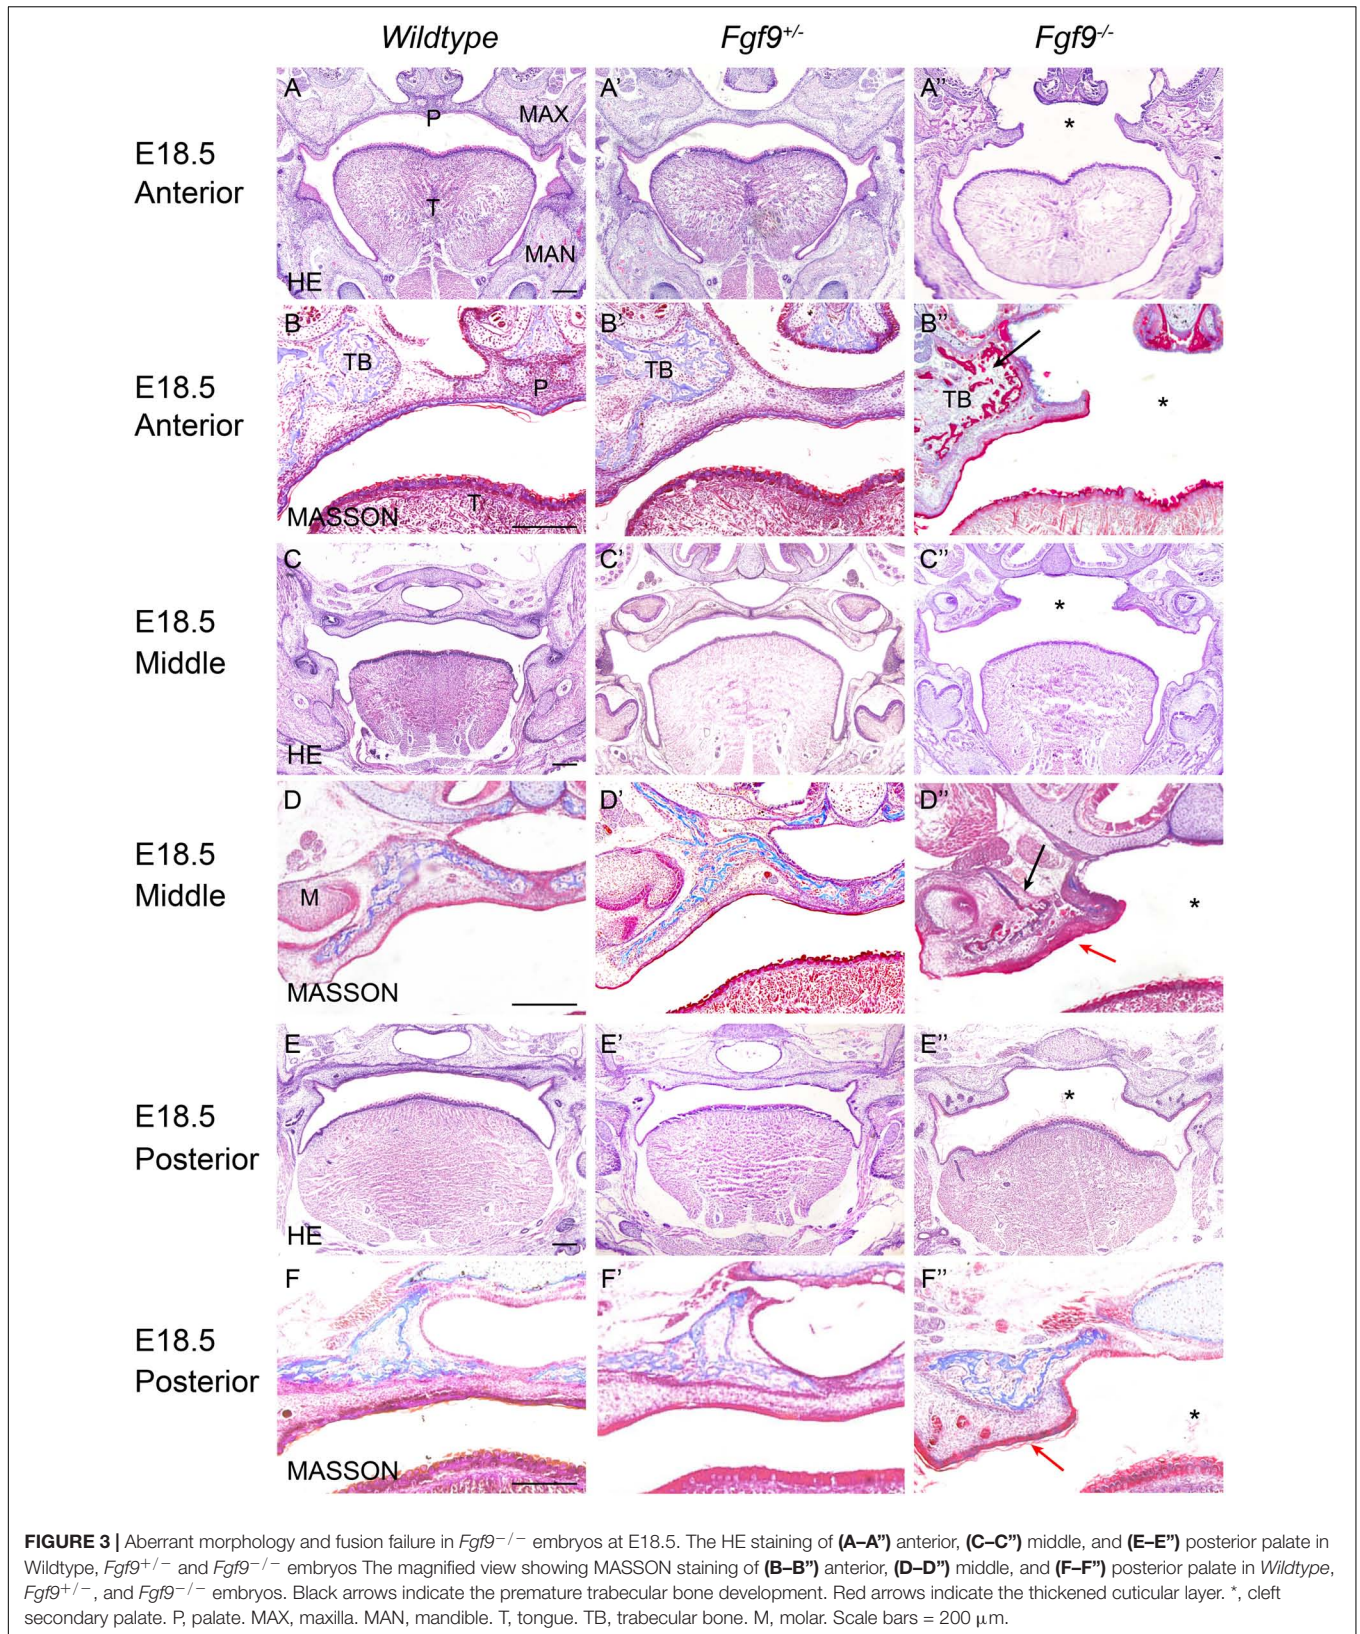 Wildtype Fgf9+/- Fgf9-/-
E18.5
Anterior
A P MAX T MAN HE
A'
A" *
E18.5
Anterior
B TB P T MASSON
B' TB
B" TB *
E18.5
Middle
C HE
C'
C" *
E18.5
Middle
D M MASSON
D'
D" *
E18.5
Posterior
E HE
E'
E" *
E18.5
Posterior
F MASSON
F'
F" *
FIGURE 3 | Aberrant morphology and fusion failure in Fgf9−/− embryos at E18.5. The HE staining of (A–A”) anterior, (C–C”) middle, and (E–E”) posterior palate in
Wildtype, Fgf9+/− and Fgf9−/− embryos The magnified view showing MASSON staining of (B–B”) anterior, (D–D”) middle, and (F–F”) posterior palate in Wildtype,
Fgf9+/−, and Fgf9−/− embryos. Black arrows indicate the premature trabecular bone development. Red arrows indicate the thickened cuticular layer. *, cleft
secondary palate. P, palate. MAX, maxilla. MAN, mandible. T, tongue. TB, trabecular bone. M, molar. Scale bars = 200 μm.